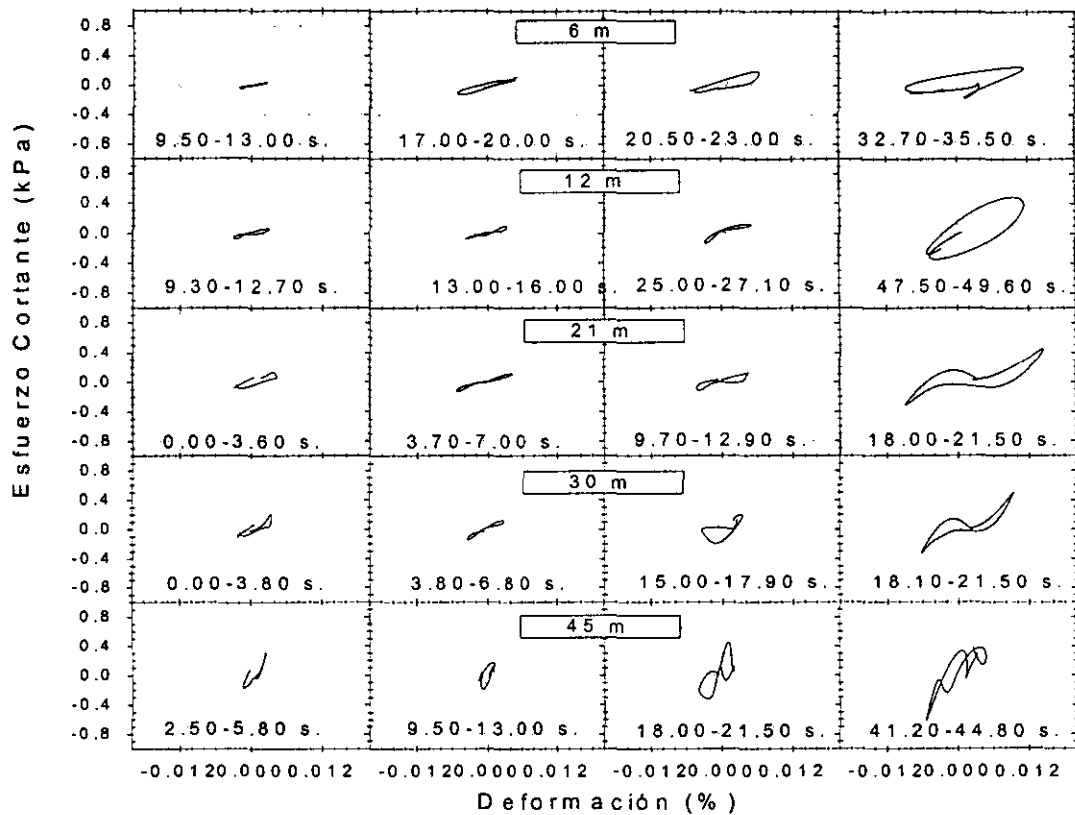 6 m
0.8
0.4
0.0
-0.4
-0.8
9.50-13.00 s.
17.00-20.00 s.
20.50-23.00 s.
32.70-35.50 s.
12 m
0.8
0.4
0.0
-0.4
-0.8
9.30-12.70 s.
13.00-16.00 s.
25.00-27.10 s.
47.50-49.60 s.
21 m
0.8
0.4
0.0
-0.4
-0.8
0.00-3.60 s.
3.70-7.00 s.
9.70-12.90 s.
18.00-21.50 s.
30 m
0.8
0.4
0.0
-0.4
-0.8
0.00-3.80 s.
3.80-6.80 s.
15.00-17.90 s.
18.10-21.50 s.
45 m
0.8
0.4
0.0
-0.4
-0.8
2.50-5.80 s.
9.50-13.00 s.
18.00-21.50 s.
41.20-44.80 s.
-0.0120.0000.012 -0.0120.0000.012 -0.0120.0000.012 -0.0120.0000.012
Deformación (%)
Esfuerzo Cortante (kPa)